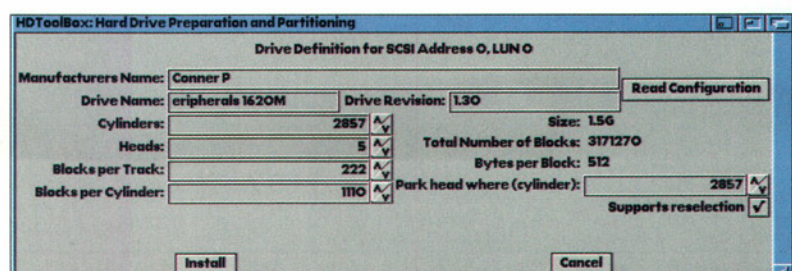 HDToolBox: Hard Drive Preparation and Partitioning
Drive Definition for SCSI Address 0, LUN 0
Manufacturers Name: Conner P
Read Configuration
Drive Name: eripherals 1620M Drive Revision: 1.30
Cylinders: 2857 Size: 1.5G
Heads: 5 Total Number of Blocks: 3171270
Blocks per Track: 222 Bytes per Block: 512
Blocks per Cylinder: 1110 Park head where (cylinder): 2857
Supports reselection
Install Cancel